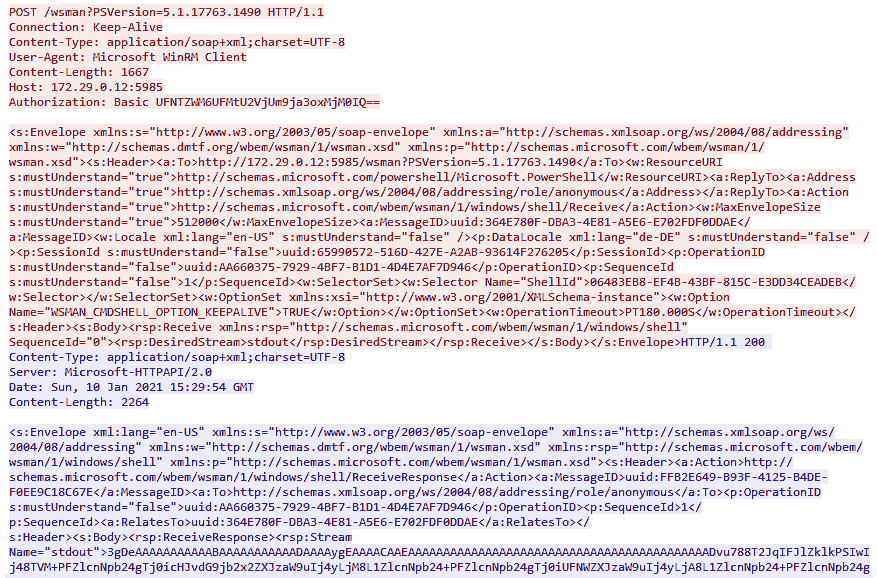 POST /wsman?PSVersion=5.1.17763.1490 HTTP/1.1
Connection: Keep-Alive
Content-Type: application/soap+xml;charset=UTF-8
User-Agent: Microsoft WinRM Client
Content-Length: 1667
Host: 172.29.0.12:5985
Authorization: Basic UFNTZWM6UFMtU2VjUm9ja3oxMjM0IQ==

<s:Envelope xmlns:s="http://www.w3.org/2003/05/soap-envelope" xmlns:a="http://schemas.xmlsoap.org/ws/2004/08/addressing"
xmlns:w="http://schemas.dmtf.org/wbem/wsman/1/wsman.xsd" xmlns:p="http://schemas.microsoft.com/wbem/wsman/1/
wsman.xsd"><s:Header><a:To>http://172.29.0.12:5985/wsman?PSVersion=5.1.17763.1490</a:To><w:ResourceURI
s:mustUnderstand="true">http://schemas.microsoft.com/powershell/Microsoft.PowerShell</w:ResourceURI><a:ReplyTo><a:Address
s:mustUnderstand="true">http://schemas.xmlsoap.org/ws/2004/08/addressing/role/anonymous</a:Address></a:ReplyTo><a:Action
s:mustUnderstand="true">http://schemas.microsoft.com/wbem/wsman/1/windows/shell/Receive</a:Action><w:MaxEnvelopeSize
s:mustUnderstand="true">512000</w:MaxEnvelopeSize><a:MessageID>uuid:364E780F-DBA3-4E81-A5E6-E702FDF0DDAE</
a:MessageID><w:Locale xml:lang="en-US" s:mustUnderstand="false" /><p:DataLocale xml:lang="de-DE" s:mustUnderstand="false" /
><p:SessionId s:mustUnderstand="false">uuid:65990572-516D-427E-A2AB-93614F276205</p:SessionId><p:OperationID
s:mustUnderstand="false">uuid:AA660375-7929-4BF7-B1D1-4D4E7AF7D946</p:OperationID><p:SequenceId
s:mustUnderstand="false">1</p:SequenceId><w:SelectorSet><w:Selector Name="ShellId">06483EB8-EF4B-43BF-815C-E3DD34CEADEB</
w:Selector></w:SelectorSet><w:OptionSet xmlns:xsi="http://www.w3.org/2001/XMLSchema-instance"><w:Option
Name="WSMAN_CMDSHELL_OPTION_KEEPALIVE">TRUE</w:Option></w:OptionSet><w:OperationTimeout>PT180.000S</w:OperationTimeout></
s:Header><s:Body><rsp:Receive xmlns:rsp="http://schemas.microsoft.com/wbem/wsman/1/windows/shell"
SequenceId="0"><rsp:DesiredStream>stdout</rsp:DesiredStream></rsp:Receive></s:Body></s:Envelope>HTTP/1.1 200
Content-Type: application/soap+xml;charset=UTF-8
Server: Microsoft-HTTPAPI/2.0
Date: Sun, 10 Jan 2021 15:29:54 GMT
Content-Length: 2264

<s:Envelope xml:lang="en-US" xmlns:s="http://www.w3.org/2003/05/soap-envelope" xmlns:a="http://schemas.xmlsoap.org/ws/
2004/08/addressing" xmlns:w="http://schemas.dmtf.org/wbem/wsman/1/wsman.xsd" xmlns:rsp="http://schemas.microsoft.com/wbem/
wsman/1/windows/shell" xmlns:p="http://schemas.microsoft.com/wbem/wsman/1/wsman.xsd"><s:Header><a:Action>http://
schemas.microsoft.com/wbem/wsman/1/windows/shell/ReceiveResponse</a:Action><a:MessageID>uuid:FFB2E649-B93F-4125-B4DE-
F0EE9C18C67E</a:MessageID><a:To>http://schemas.xmlsoap.org/ws/2004/08/addressing/role/anonymous</a:To><p:OperationID
s:mustUnderstand="false">uuid:AA660375-7929-4BF7-B1D1-4D4E7AF7D946</p:OperationID><p:SequenceId>1</
p:SequenceId><a:RelatesTo>uuid:364E780F-DBA3-4E81-A5E6-E702FDF0DDAE</a:RelatesTo></
s:Header><s:Body><rsp:ReceiveResponse><rsp:Stream
Name="stdout">
j48TVM+PFZlcnNpb24gTj0icHJvdG9jb2x2ZXJzaW9uIj4yLjM8L1ZlcnNpb24+PFZlcnNpb24gTj0iUFNWZXJzaW9uIj4yLjA8L1ZlcnNpb24+PFZlcnNpb24g